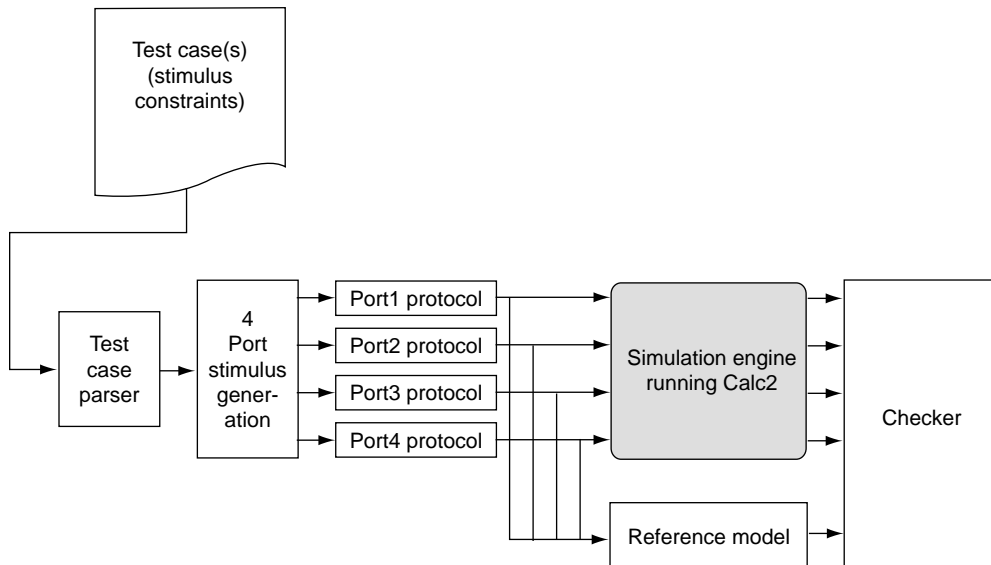 Test case(s)
(stimulus
constraints)
Test
case
parser
4
Port
stimulus
gener-
ation
Port1 protocol
Port2 protocol
Port3 protocol
Port4 protocol
Simulation engine
running Calc2
Reference model
Checker